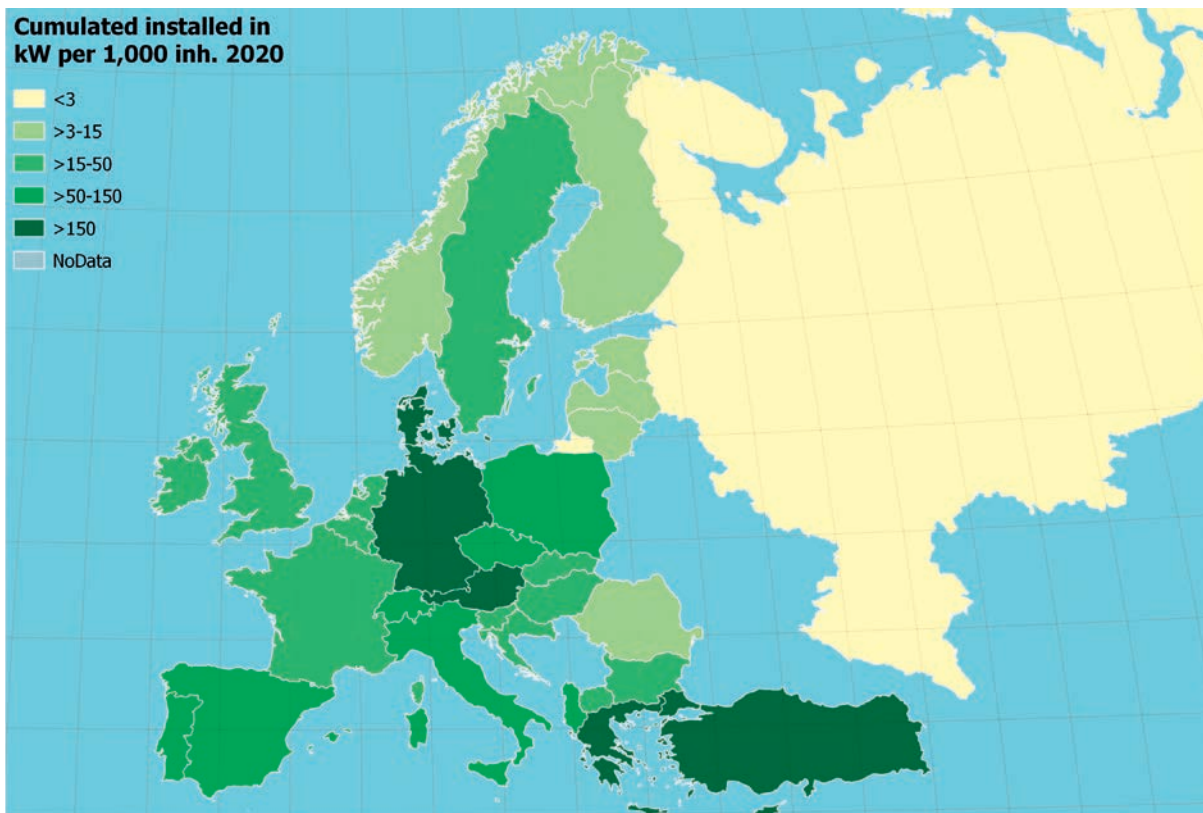 Cumulated installed in
kW per 1,000 inh. 2020
<3
>3-15
>15-50
>50-150
>150
NoData